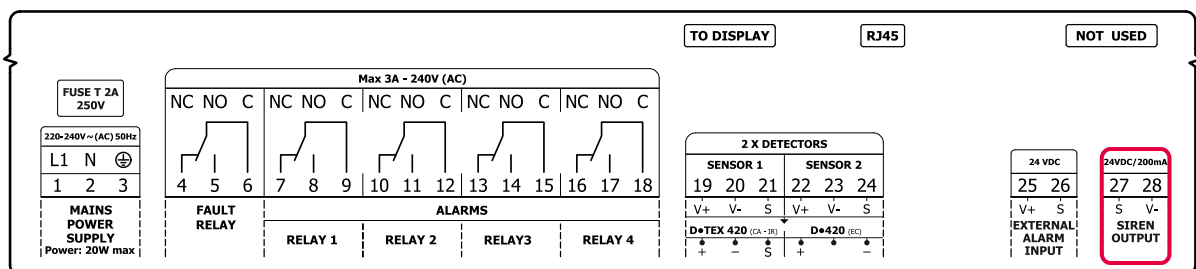 TO DISPLAY RJ45 NOT USED
FUSE T 2A
250V
Max 3A - 240V (AC)
NC NO C NC NO C NC NO C NC NO C NC NO C
220-240V~(AC) 50Hz
L1 N
1 2 3
4 5 6 7 8 9 10 11 12 13 14 15 16 17 18
2 X DETECTORS
SENSOR 1 SENSOR 2
19 20 21 22 23 24
V+ V- S V+ V- S
D●TEX 420 (CA - IR) D●420 (EC)
+ - S + -
24 VDC
25 26
V+ S
EXTERNAL
ALARM
INPUT
24VDC/200mA
27 28
S V-
SIREN
OUTPUT
MAINS
POWER
SUPPLY
Power: 20W max
FAULT
RELAY
ALARMS
RELAY 1 RELAY 2 RELAY3 RELAY 4